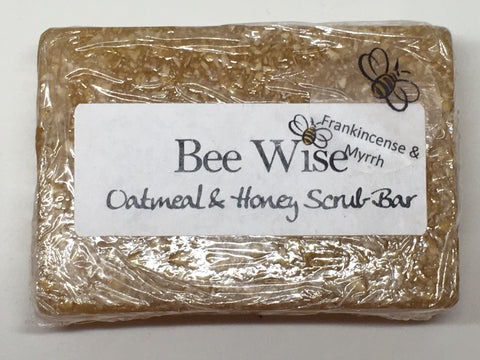 Frankincense &
Myrrh
Bee Wise
Oatmeal & Honey Scrub Bar